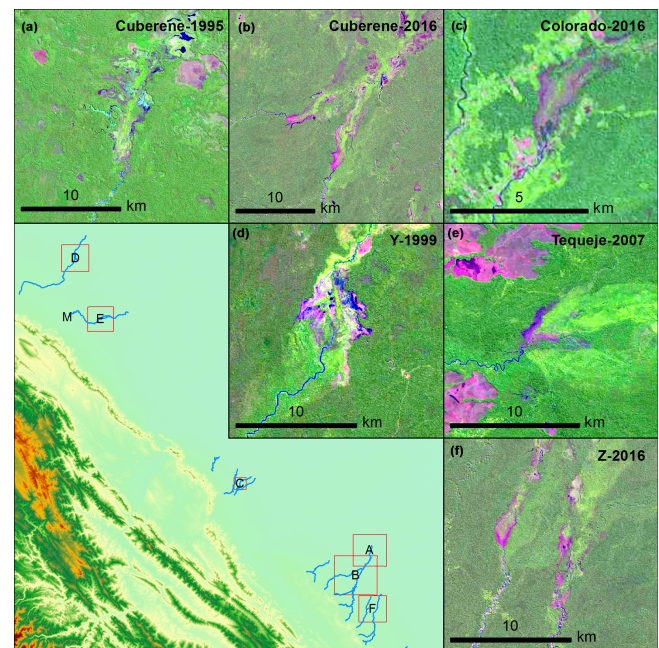 (a) Cuberene-1995
10
km
(b) Cuberene-2016
10
km
(c) Colorado-2016
5
km
D
M E
C
A
B
F
(d) Y-1999
10
km
(e) Tequeje-2007
10
km
(f) Z-2016
10
km